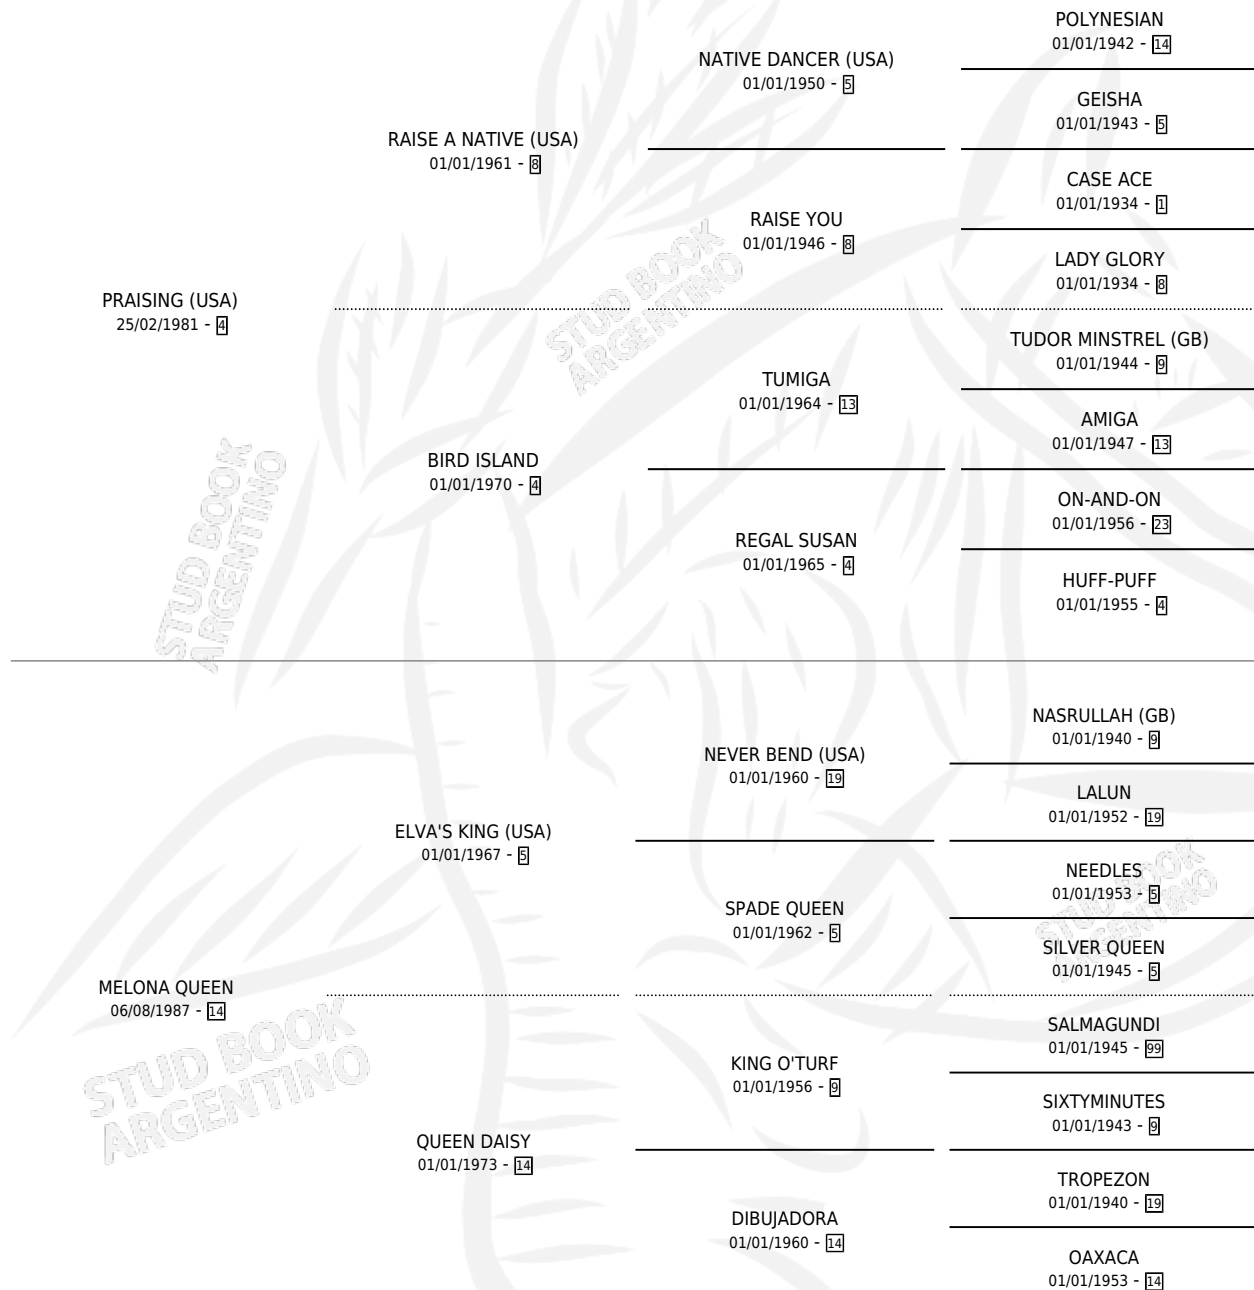 POLYNESIAN
01/01/1942 - 14
NATIVE DANCER (USA)
01/01/1950 - 5
GEISHA
01/01/1943 - 5
RAISE A NATIVE (USA)
01/01/1961 - 8
CASE ACE
01/01/1934 - 1
RAISE YOU
01/01/1946 - 8
LADY GLORY
01/01/1934 - 8
PRAISING (USA)
25/02/1981 - 4
TUDOR MINSTREL (GB)
01/01/1944 - 9
TUMIGA
01/01/1964 - 13
AMIGA
01/01/1947 - 13
BIRD ISLAND
01/01/1970 - 4
ON-AND-ON
01/01/1956 - 23
REGAL SUSAN
01/01/1965 - 4
HUFF-PUFF
01/01/1955 - 4
NASRULLAH (GB)
01/01/1940 - 9
NEVER BEND (USA)
01/01/1960 - 19
LALUN
01/01/1952 - 19
ELVA'S KING (USA)
01/01/1967 - 5
NEEDLES
01/01/1953 - 5
SPADE QUEEN
01/01/1962 - 5
SILVER QUEEN
01/01/1945 - 5
MELONA QUEEN
06/08/1987 - 14
SALMAGUNDI
01/01/1945 - 99
KING O'TURF
01/01/1956 - 9
SIXTYMINUTES
01/01/1943 - 9
QUEEN DAISY
01/01/1973 - 14
TROPEZON
01/01/1940 - 19
DIBUJADORA
01/01/1960 - 14
OAXACA
01/01/1953 - 14
STUD BOOK
ARGENTINO
STUD BOOK
ARGENTINO
STUD BOOK
ARGENTINO
STUD BOOK
ARGENTINO